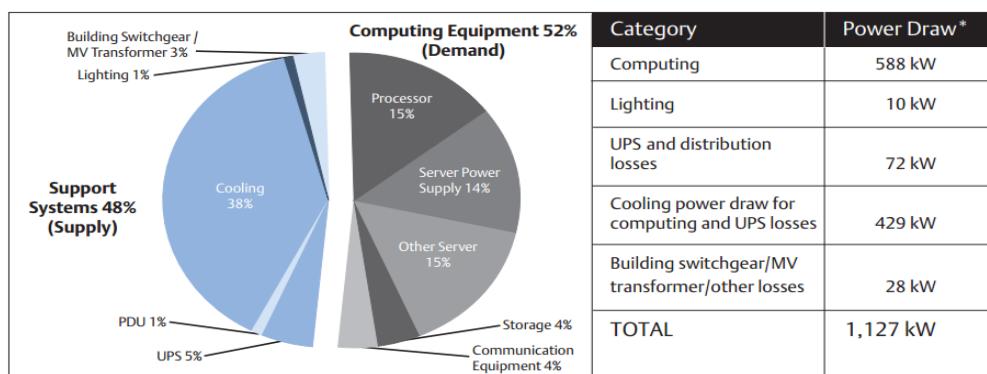 Building Switchgear /
MV Transformer 3%
Lighting 1%
Computing Equipment 52%
(Demand)
Processor
15%
Server Power
Supply 14%
Other Server
15%
Storage 4%
Communication
Equipment 4%
Support
Systems 48%
(Supply)
Cooling
38%
PDU 1%
UPS 5%
Category Power Draw*
Computing 588 kW
Lighting 10 kW
UPS and distribution
losses 72 kW
Cooling power draw for
computing and UPS losses 429 kW
Building switchgear/MV
transformer/other losses 28 kW
TOTAL 1,127 kW